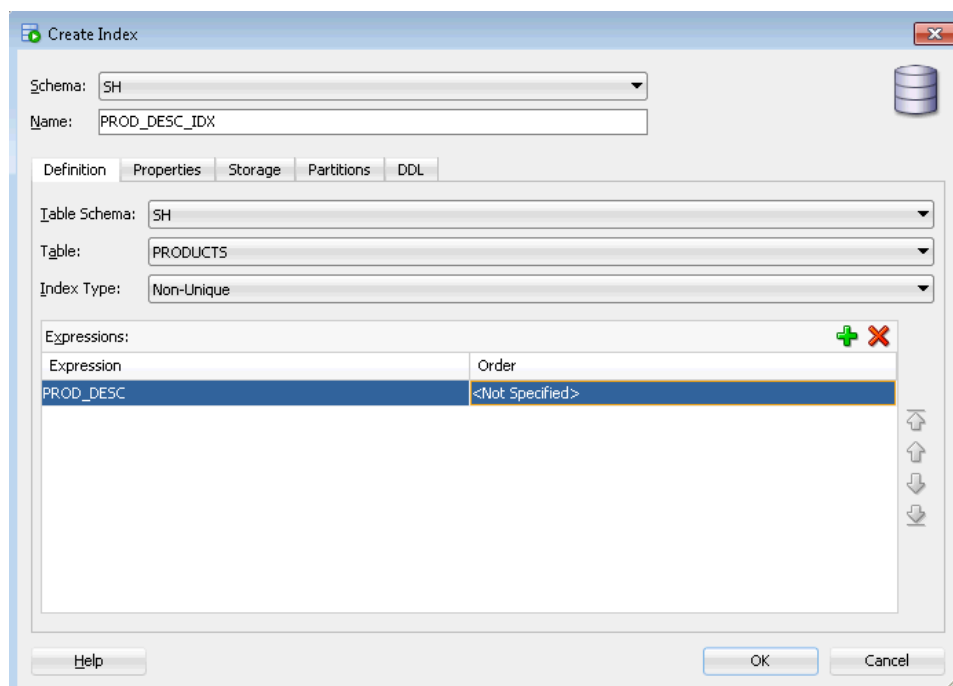 Create Index
Schema: SH
Name: PROD_DESC_IDX
Definition Properties Storage Partitions DDL
Table Schema: SH
Table: PRODUCTS
Index Type: Non-Unique
Expressions:
Expression Order
PROD_DESC <Not Specified>
Help OK Cancel